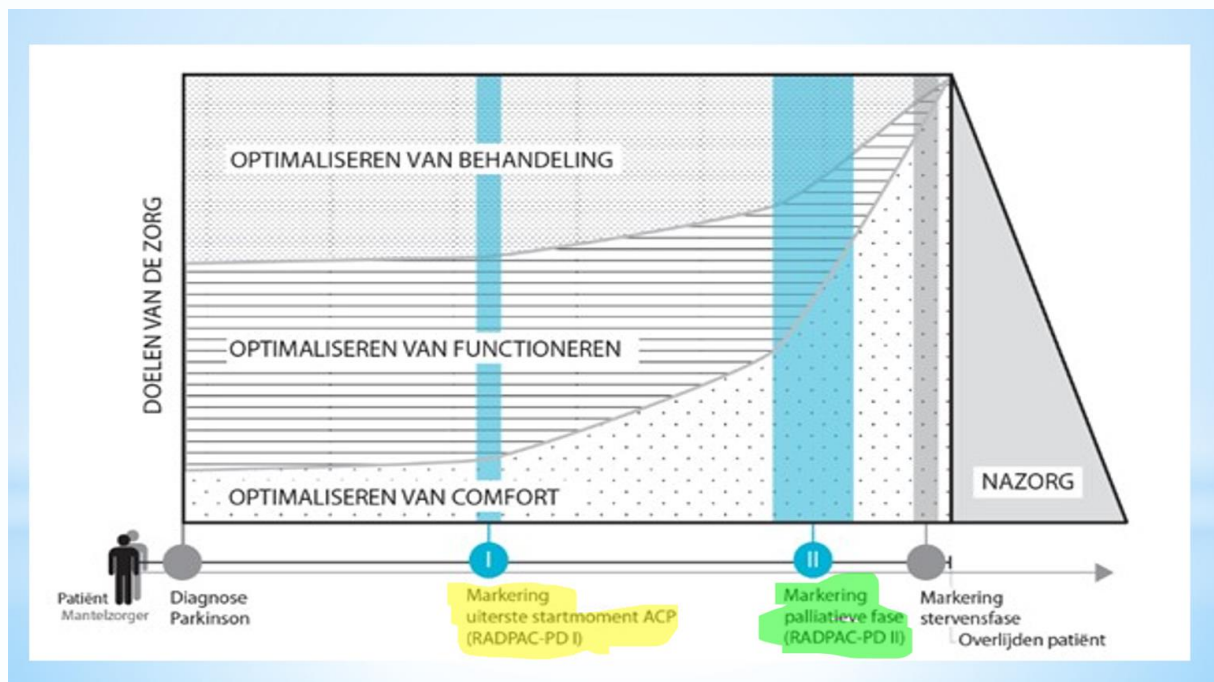 DOELEN VAN DE ZORG
OPTIMALISEREN VAN BEHANDELING
OPTIMALISEREN VAN FUNCTIONEREN
OPTIMALISEREN VAN COMFORT
NAZORG
I
II
Patiënt
Mantelzorger
Diagnose
Parkinson
Markering
uiterste startmoment ACP
(RADPAC-PD I)
Markering
palliatieve fase
(RADPAC-PD II)
Markering
stervensfase
Overlijden patiënt